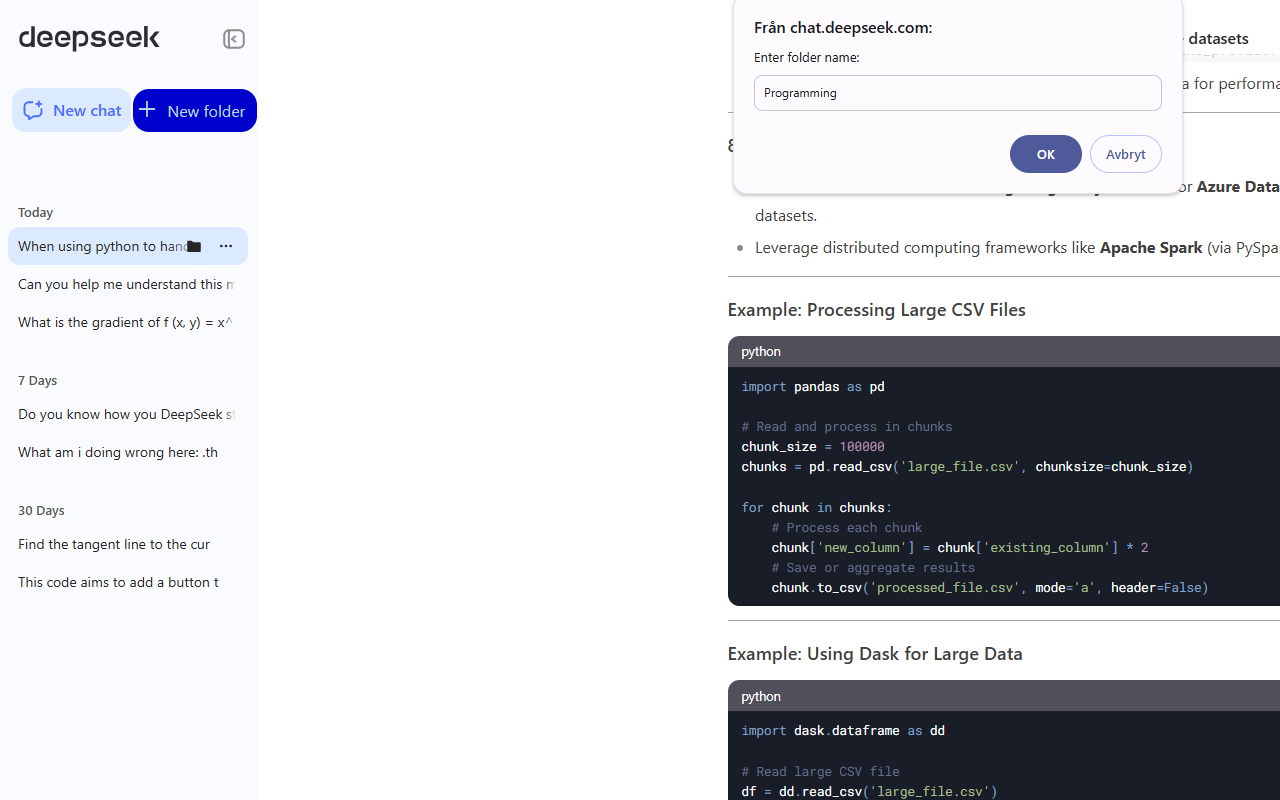 deepseek
New chat
New folder
Today
When using python to hand
Can you help me understand this m
What is the gradient of f (x, y) = x^
7 Days
Do you know how you DeepSeek st
What am i doing wrong here: .th
30 Days
Find the tangent line to the cur
This code aims to add a button t
Från chat.deepseek.com:
Enter folder name:
Programming
OK
Avbryt
datasets
a for performa
8
or Azure Data
datasets.
Leverage distributed computing frameworks like Apache Spark (via PySpar
Example: Processing Large CSV Files
python
import pandas as pd
# Read and process in chunks
chunk_size = 100000
chunks = pd.read_csv('large_file.csv', chunksize=chunk_size)
for chunk in chunks:
    # Process each chunk
    chunk['new_column'] = chunk['existing_column'] * 2
    # Save or aggregate results
    chunk.to_csv('processed_file.csv', mode='a', header=False)
Example: Using Dask for Large Data
python
import dask.dataframe as dd
# Read large CSV file
df = dd.read_csv('large_file.csv')